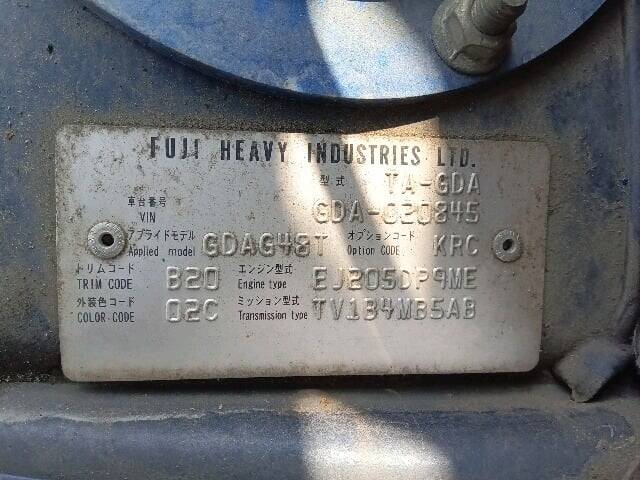 FUJI HEAVY INDUSTRIES LTD.
型式 TA-GDA
車台番号 VIN GDA-020845
アプライドモデル Applied model GDAG48T オプションコード Option CODE KRC
トリムコード TRIM CODE B20 エンジン型式 Engine type EJ205DP9ME
外装色コード COLOR·CODE 02C ミッション型式 Transmission type TV1B4MB5AB